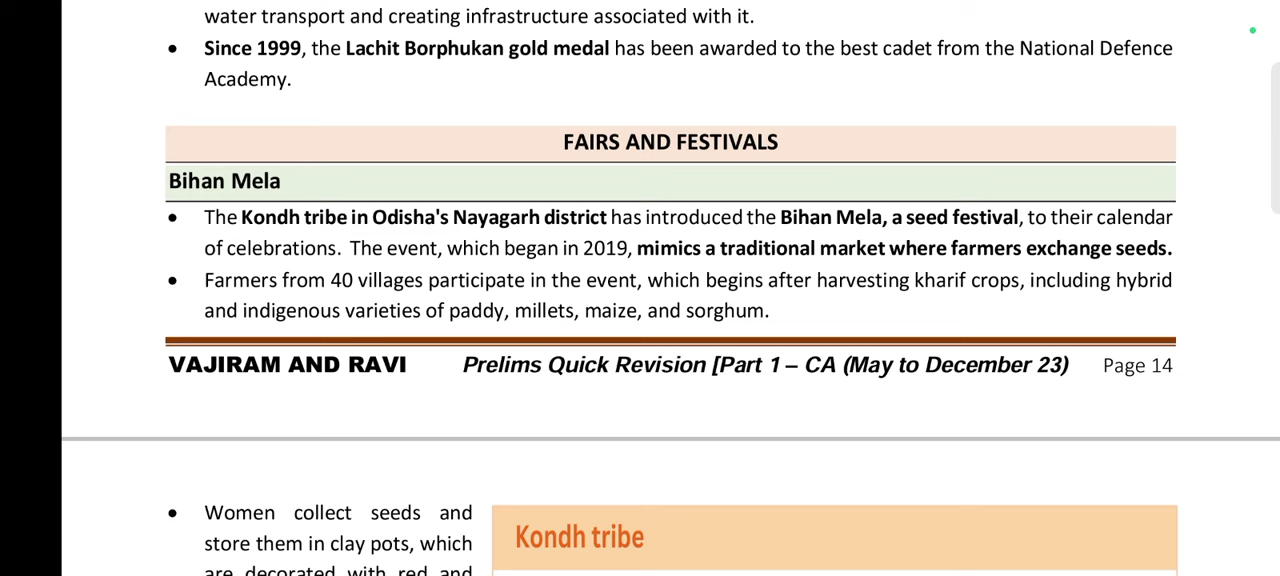 water transport and creating infrastructure associated with it.
• Since 1999, the Lachit Borphukan gold medal has been awarded to the best cadet from the National Defence
Academy.
FAIRS AND FESTIVALS
Bihan Mela
• The Kondh tribe in Odisha's Nayagarh district has introduced the Bihan Mela, a seed festival, to their calendar
of celebrations. The event, which began in 2019, mimics a traditional market where farmers exchange seeds.
• Farmers from 40 villages participate in the event, which begins after harvesting kharif crops, including hybrid
and indigenous varieties of paddy, millets, maize, and sorghum.
VAJIRAM AND RAVI Prelims Quick Revision [Part 1 – CA (May to December 23) Page 14
• Women collect seeds and
store them in clay pots, which
are decorated with red and
Kondh tribe